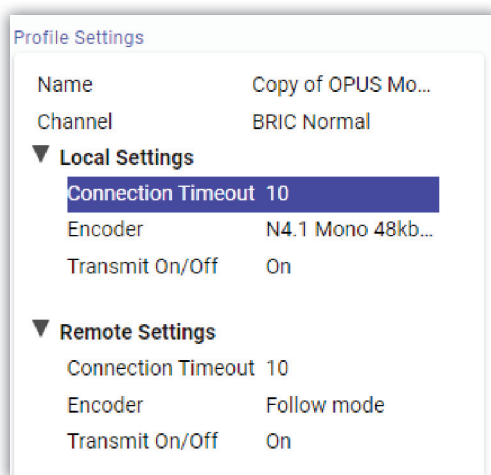 Profile Settings
Name Copy of OPUS Mo...
Channel BRIC Normal
▼ Local Settings
Connection Timeout 10
Encoder N4.1 Mono 48kb...
Transmit On/Off On
▼ Remote Settings
Connection Timeout 10
Encoder Follow mode
Transmit On/Off On